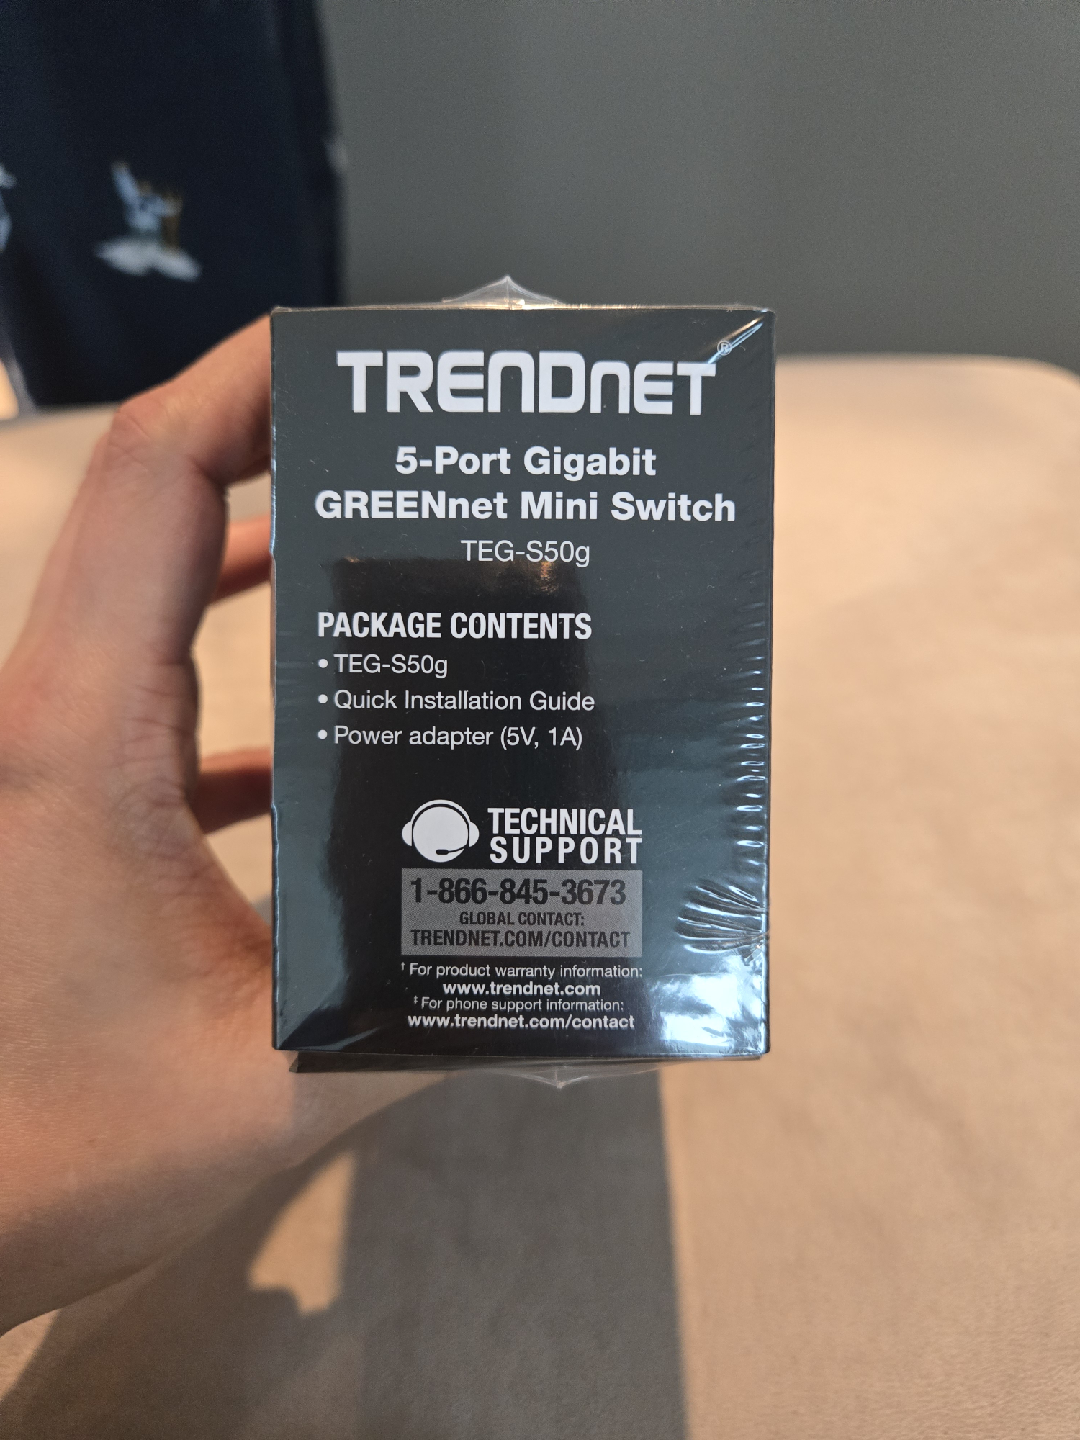 TRENDNET®
5-Port Gigabit
GREENnet Mini Switch
TEG-S50g
PACKAGE CONTENTS
• TEG-S50g
• Quick Installation Guide
• Power adapter (5V, 1A)
TECHNICAL
SUPPORT
1-866-845-3673
GLOBAL CONTACT:
TRENDNET.COM/CONTACT
† For product warranty information:
www.trendnet.com
‡ For phone support information:
www.trendnet.com/contact